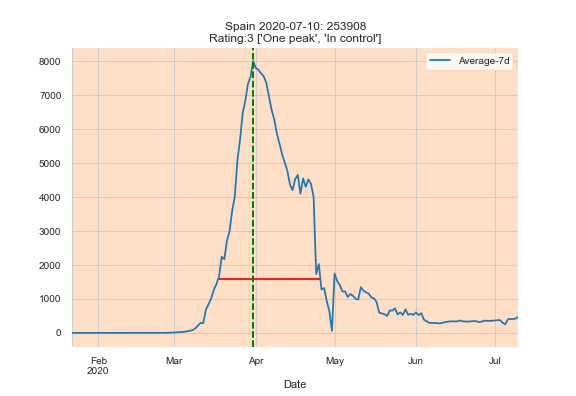 Spain 2020-07-10: 253908
Rating:3 ['One peak', 'In control']
Average-7d
8000
7000
6000
5000
4000
3000
2000
1000
0
Feb Mar Apr May Jun Jul
2020
Date